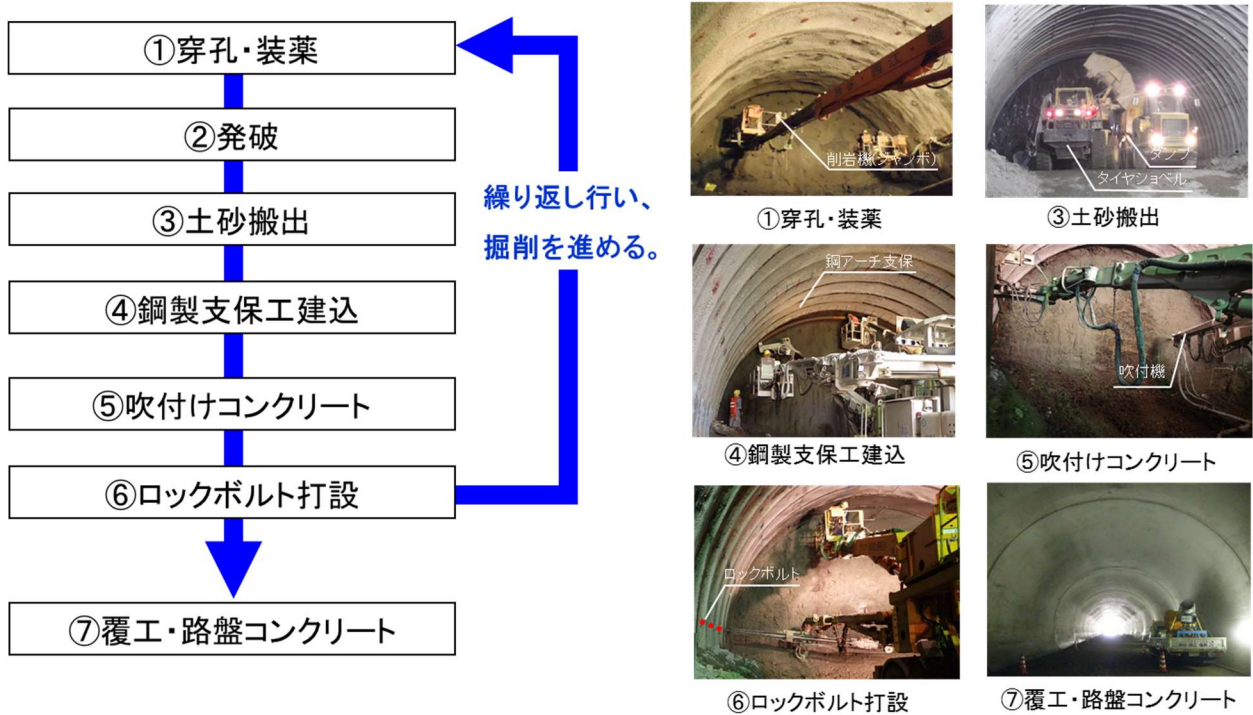 ①穿孔・装薬
②発破
③土砂搬出
④鋼製支保工建込
⑤吹付けコンクリート
⑥ロックボルト打設
⑦覆工・路盤コンクリート
繰り返し行い、
掘削を進める。
削岩機(ジャンボ)
①穿孔・装薬
ダンプ
タイヤショベル
③土砂搬出
鋼アーチ支保
④鋼製支保工建込
吹付機
⑤吹付けコンクリート
ロックボルト
⑥ロックボルト打設
⑦覆工・路盤コンクリート